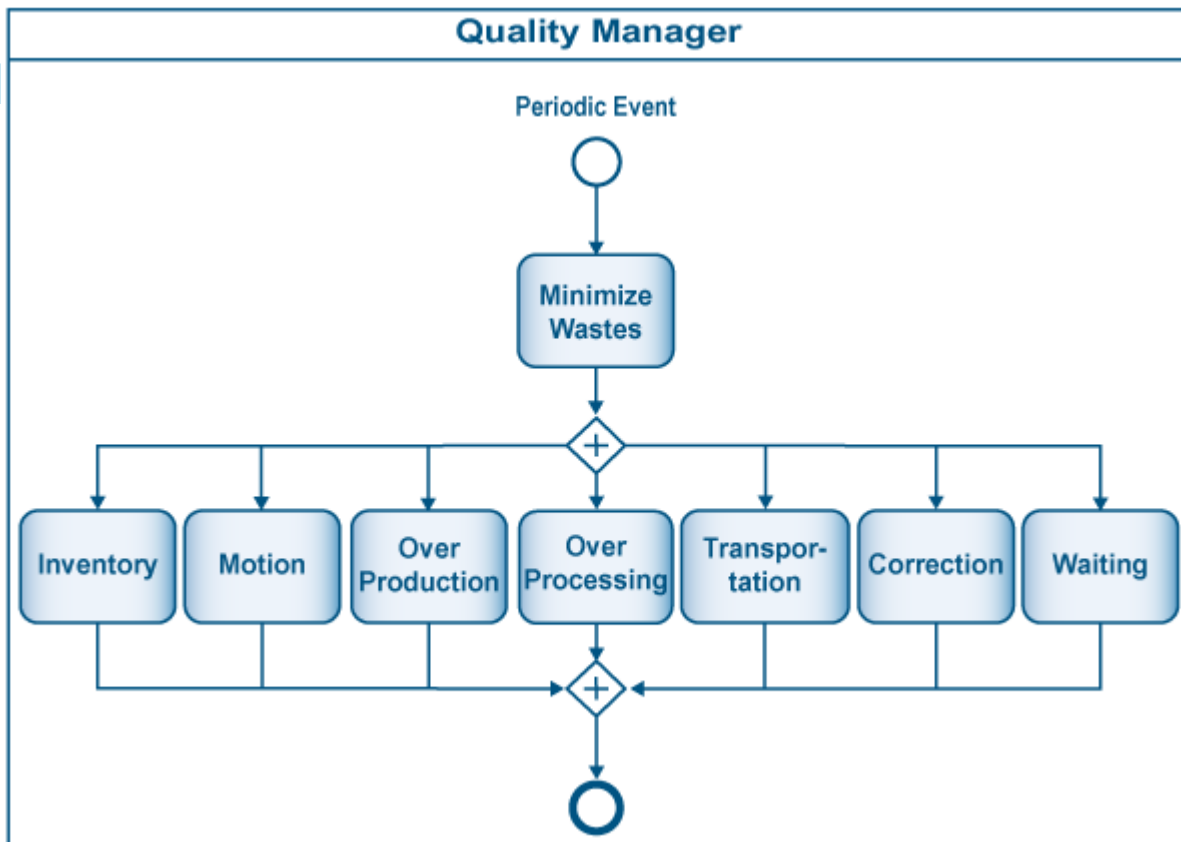 Quality Manager
Periodic Event
Minimize
Wastes
Inventory
Motion
Over
Production
Over
Processing
Transpor-
tation
Correction
Waiting